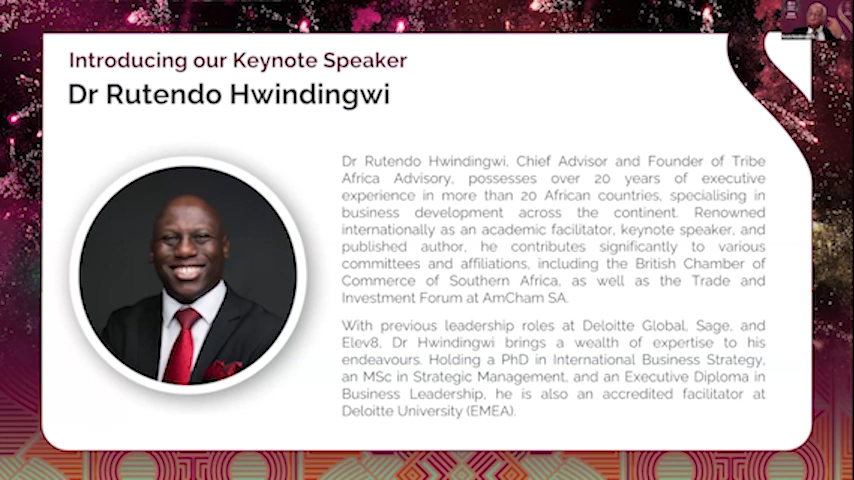 Introducing our Keynote Speaker
Dr Rutendo Hwindingwi
Dr Rutendo Hwindingwi, Chief Advisor and Founder of Tribe
Africa Advisory, possesses over 20 years of executive
experience in more than 20 African countries, specialising in
business development across the continent. Renowned
internationally as an academic facilitator, keynote speaker, and
published author, he contributes significantly to various
committees and affiliations, including the British Chamber of
Commerce of Southern Africa, as well as the Trade and
Investment Forum at AmCham SA.
With previous leadership roles at Deloitte Global, Sage, and
Elev8, Dr Hwindingwi brings a wealth of expertise to his
endeavours. Holding a PhD in International Business Strategy,
an MSc in Strategic Management, and an Executive Diploma in
Business Leadership, he is also an accredited facilitator at
Deloitte University (EMEA).